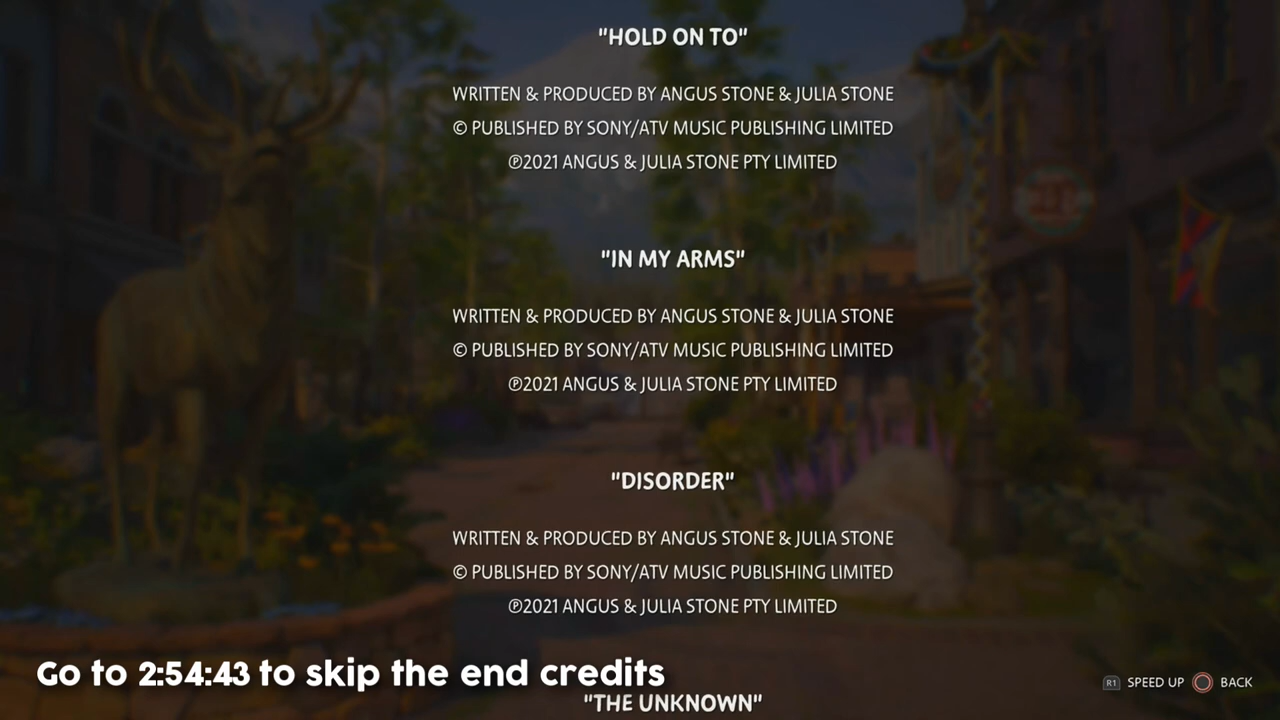 "HOLD ON TO"
WRITTEN & PRODUCED BY ANGUS STONE & JULIA STONE
© PUBLISHED BY SONY/ATV MUSIC PUBLISHING LIMITED
℗2021 ANGUS & JULIA STONE PTY LIMITED
"IN MY ARMS"
WRITTEN & PRODUCED BY ANGUS STONE & JULIA STONE
© PUBLISHED BY SONY/ATV MUSIC PUBLISHING LIMITED
℗2021 ANGUS & JULIA STONE PTY LIMITED
"DISORDER"
WRITTEN & PRODUCED BY ANGUS STONE & JULIA STONE
© PUBLISHED BY SONY/ATV MUSIC PUBLISHING LIMITED
℗2021 ANGUS & JULIA STONE PTY LIMITED
Go to 2:54:43 to skip the end credits
R1 SPEED UP BACK
"THE UNKNOWN"